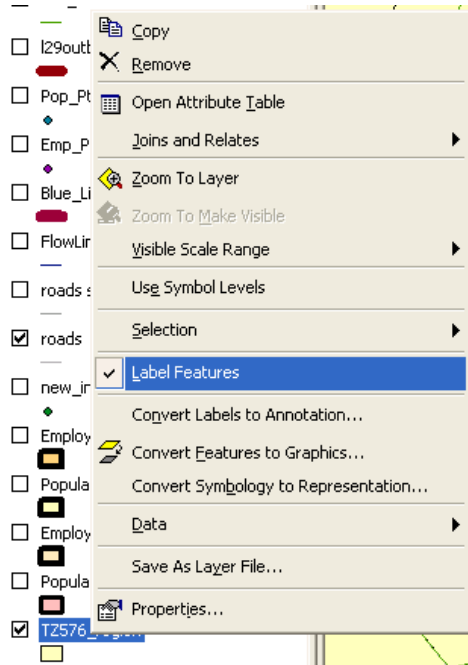 Copy
l29outb
Remove
Pop_Pt
Open Attribute Table
Emp_P
Joins and Relates
Zoom To Layer
Blue_Li
Zoom To Make Visible
FlowLin
Visible Scale Range
roads s
Use Symbol Levels
Selection
roads
Label Features
new_in
Convert Labels to Annotation...
Employ
Convert Features to Graphics...
Popula
Convert Symbology to Representation...
Employ
Data
Save As Layer File...
Popula
Properties...
TZ576_region